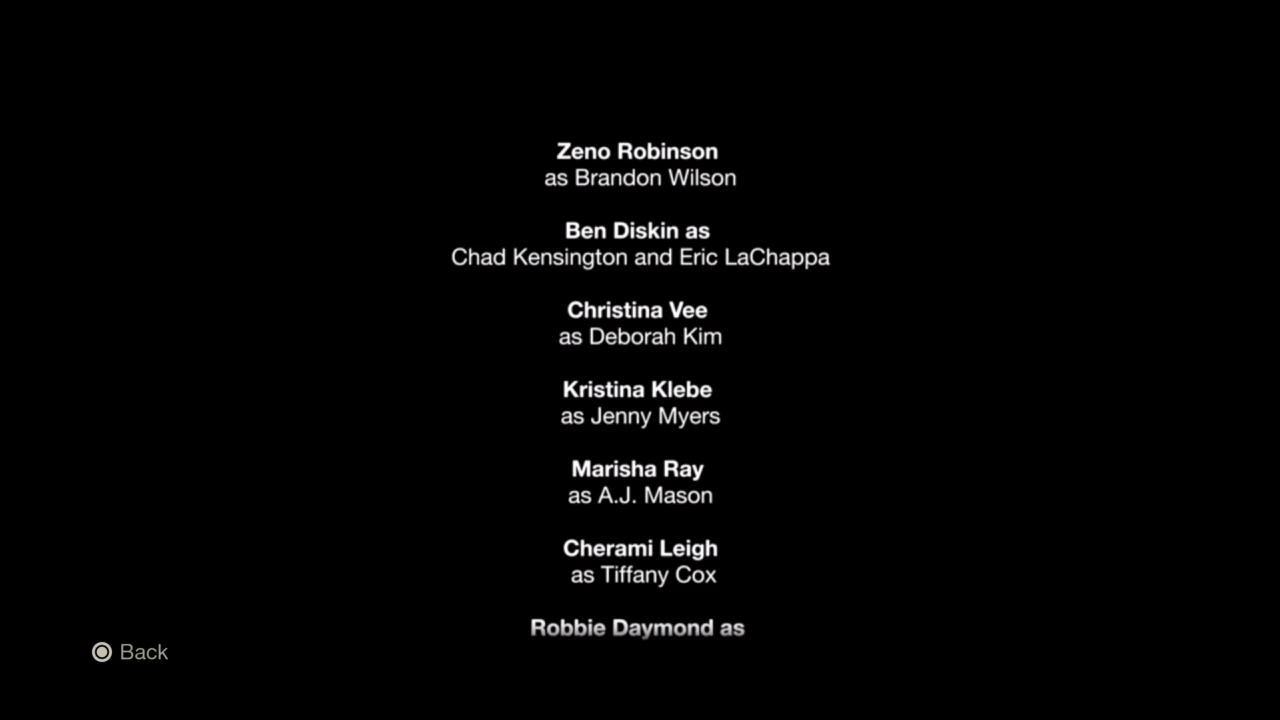 Zeno Robinson
as Brandon Wilson
Ben Diskin as
Chad Kensington and Eric LaChappa
Christina Vee
as Deborah Kim
Kristina Klebe
as Jenny Myers
Marisha Ray
as A.J. Mason
Cherami Leigh
as Tiffany Cox
Robbie Daymond as
Back